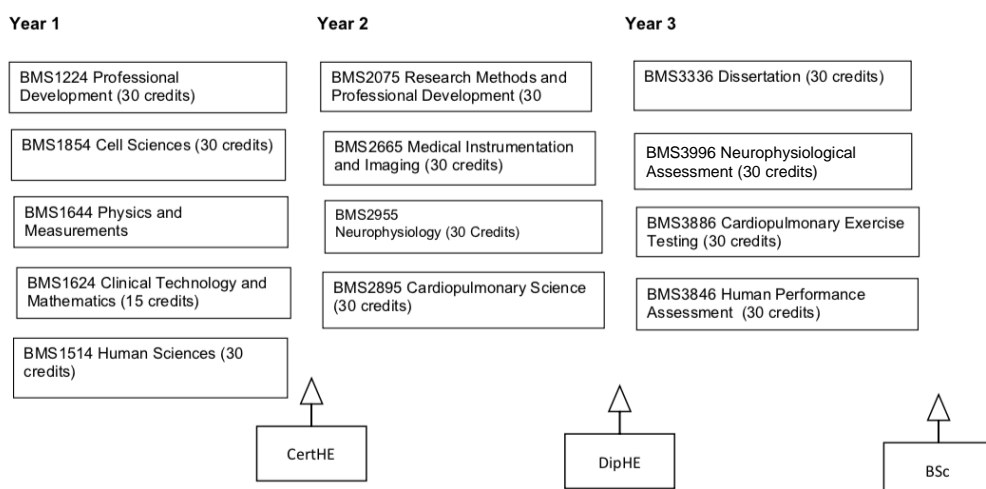 Year 1
BMS1224 Professional
Development (30 credits)
BMS1854 Cell Sciences (30 credits)
BMS1644 Physics and
Measurements
BMS1624 Clinical Technology and
Mathematics (15 credits)
BMS1514 Human Sciences (30
credits)
CertHE
Year 2
BMS2075 Research Methods and
Professional Development (30
BMS2665 Medical Instrumentation
and Imaging (30 credits)
BMS2955
Neurophysiology (30 Credits)
BMS2895 Cardiopulmonary Science
(30 credits)
DipHE
Year 3
BMS3336 Dissertation (30 credits)
BMS3996 Neurophysiological
Assessment (30 credits)
BMS3886 Cardiopulmonary Exercise
Testing (30 credits)
BMS3846 Human Performance
Assessment (30 credits)
BSc